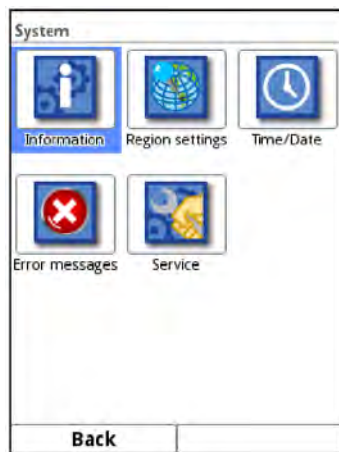 System
Information Region settings Time/Date
Error messages Service
Back